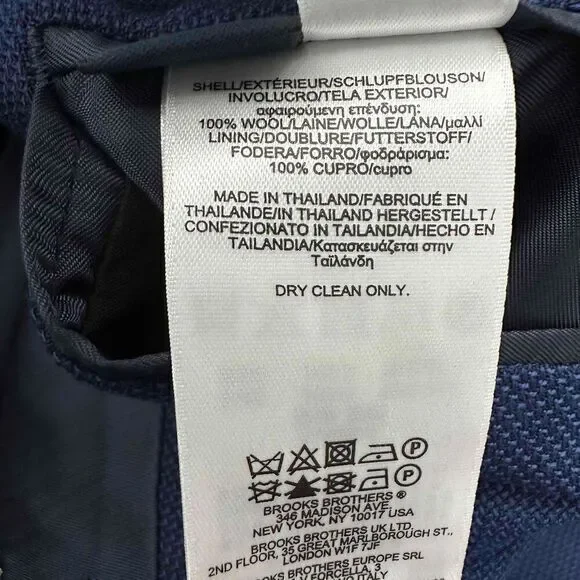 SHELL/EXTÉRIEUR/SCHLUPFBLOUSON/
INVOLUCRO/TELA EXTERIOR/
αφαιρούμενη επένδυση:
100% WOOL/LAINE/WOLLE/LANA/μαλλί
LINING/DOUBLURE/FUTTERSTOFF/
FODERA/FORRO/φοδράρισμα:
100% CUPRO/cupro
MADE IN THAILAND/FABRIQUÉ EN
THAILANDE/IN THAILAND HERGESTELLT/
CONFEZIONATO IN TAILANDIA/HECHO EN
TAILANDIA/Κατασκευάζεται στην
Ταϊλάνδη
DRY CLEAN ONLY.
P
P
BROOKS BROTHERS ®
346 MADISON AVE.
NEW YORK, NY 10017 USA
BROOKS BROTHERS UK LTD.
2ND FLOOR, 35 GREAT MARLBOROUGH ST.,
LONDON W1F 7JF
BROOKS BROTHERS EUROPE SRL
FORCELLA, 3
ITALY